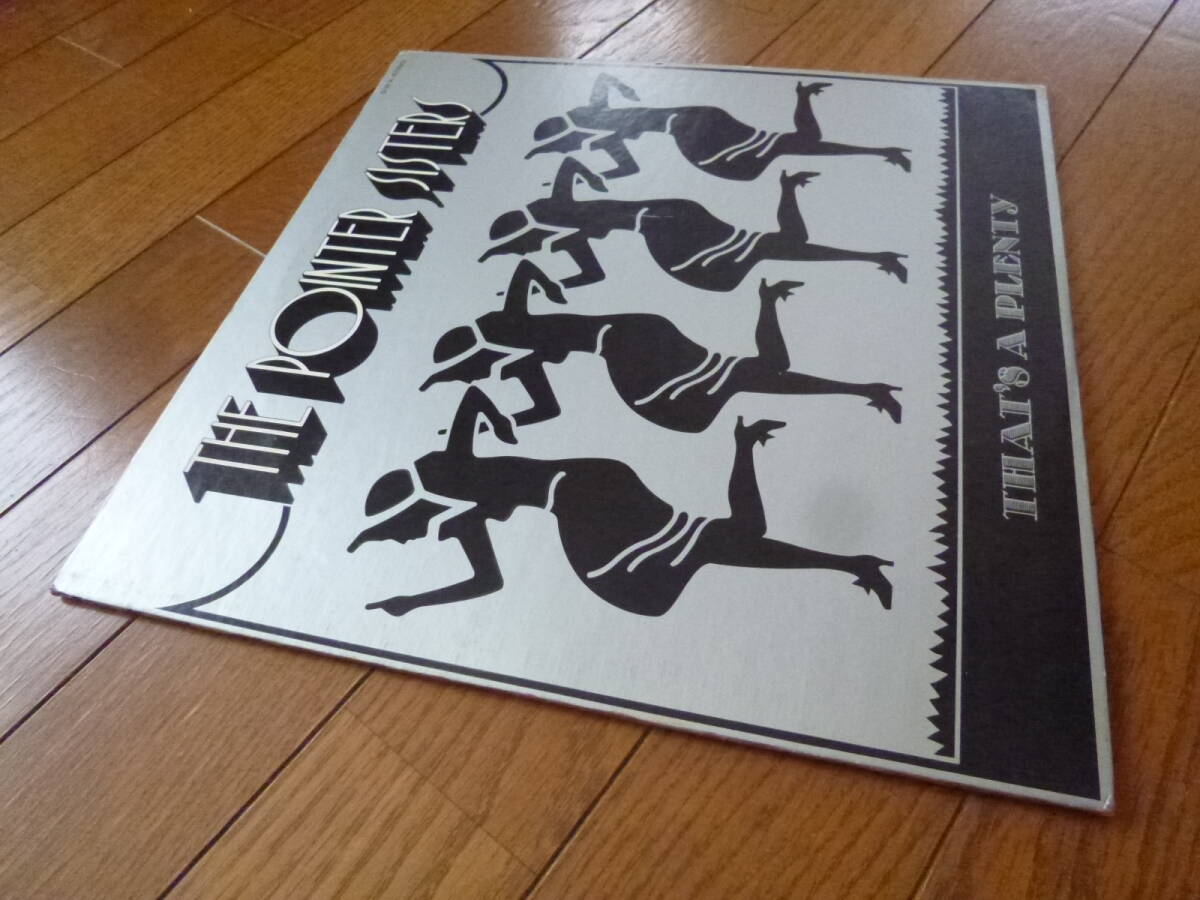 THE POINTER SISTERS
THAT'S A PLENTY